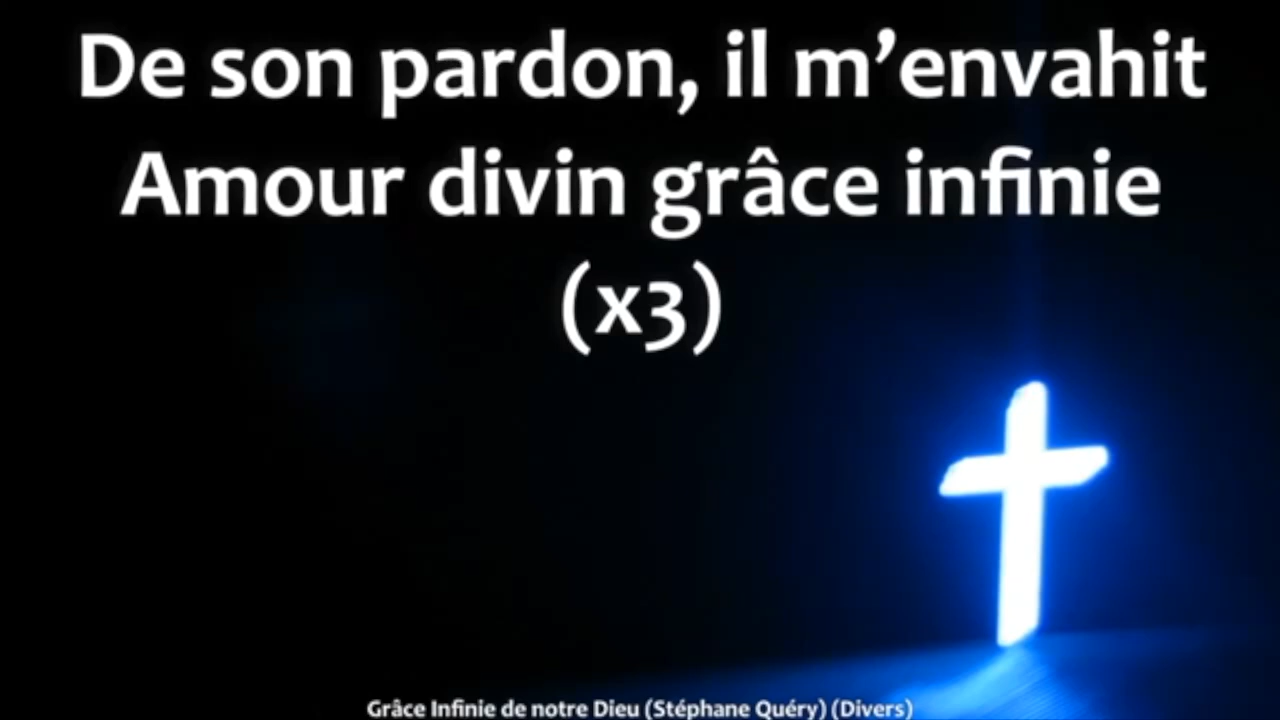 De son pardon, il m’envahit
Amour divin grâce infinie
(x3)
Grâce Infinie de notre Dieu (Stéphane Quéry) (Divers)